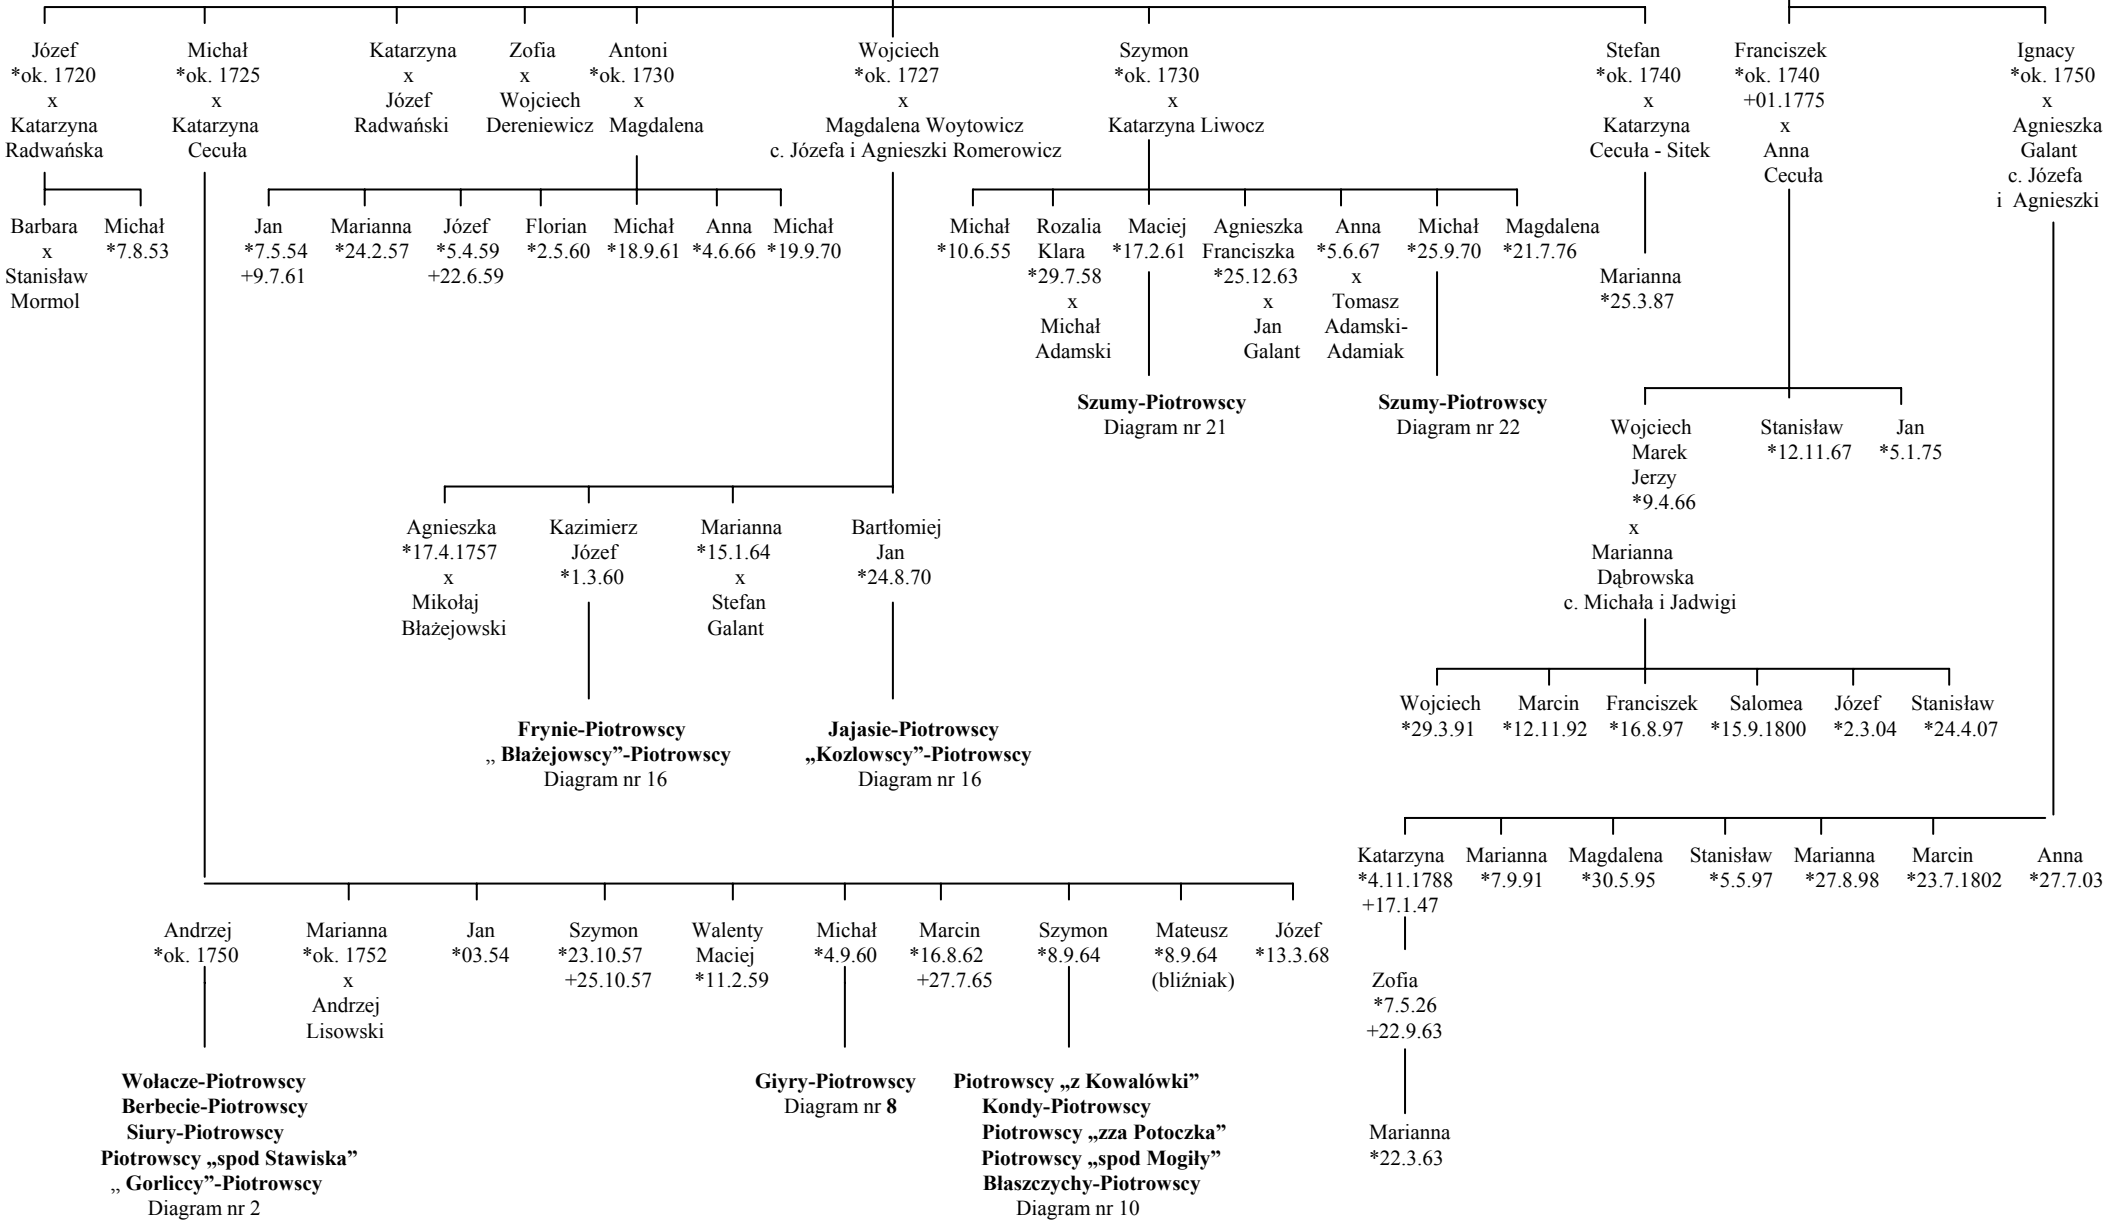 Józef
*ok. 1720
x
Katarzyna
Radwańska
Michał
*ok. 1725
x
Katarzyna
Cecuła
Katarzyna
x
Józef
Radwański
Zofia
x
Wojciech
Dereniewicz
Antoni
*ok. 1730
x
Magdalena
Wojciech
*ok. 1727
x
Magdalena Woytowicz
c. Józefa i Agnieszki Romerowicz
Szymon
*ok. 1730
x
Katarzyna Liwocz
Stefan
*ok. 1740
x
Katarzyna
Cecuła - Sitek
Franciszek
*ok. 1740
+01.1775
x
Anna
Cecuła
Ignacy
*ok. 1750
x
Agnieszka
Galant
c. Józefa
i Agnieszki
Barbara
x
Stanisław
Mormol
Michał
*7.8.53
Jan
*7.5.54
+9.7.61
Marianna
*24.2.57
Józef
*5.4.59
+22.6.59
Florian
*2.5.60
Michał
*18.9.61
Anna
*4.6.66
Michał
*19.9.70
Michał
*10.6.55
Rozalia
Klara
*29.7.58
x
Michał
Adamski
Maciej
*17.2.61
Agnieszka
Franciszka
*25.12.63
x
Jan
Galant
Anna
*5.6.67
x
Tomasz
Adamski-
Adamiak
Michał
*25.9.70
Magdalena
*21.7.76
Marianna
*25.3.87
Szumy-Piotrowscy
Diagram nr 21
Szumy-Piotrowscy
Diagram nr 22
Wojciech
Marek
Jerzy
*9.4.66
x
Marianna
Dąbrowska
c. Michała i Jadwigi
Stanisław
*12.11.67
Jan
*5.1.75
Agnieszka
*17.4.1757
x
Mikołaj
Błażejowski
Kazimierz
Józef
*1.3.60
Marianna
*15.1.64
x
Stefan
Galant
Bartłomiej
Jan
*24.8.70
Frynie-Piotrowscy
„ Błażejowscy”-Piotrowscy
Diagram nr 16
Jajasie-Piotrowscy
„Kozlowscy”-Piotrowscy
Diagram nr 16
Wojciech
*29.3.91
Marcin
*12.11.92
Franciszek
*16.8.97
Salomea
*15.9.1800
Józef
*2.3.04
Stanisław
*24.4.07
Katarzyna
*4.11.1788
+17.1.47
Marianna
*7.9.91
Magdalena
*30.5.95
Stanisław
*5.5.97
Marianna
*27.8.98
Marcin
*23.7.1802
Anna
*27.7.03
Andrzej
*ok. 1750
Marianna
*ok. 1752
x
Andrzej
Lisowski
Jan
*03.54
Szymon
*23.10.57
+25.10.57
Walenty
Maciej
*11.2.59
Michał
*4.9.60
Marcin
*16.8.62
+27.7.65
Szymon
*8.9.64
Mateusz
*8.9.64
(bliźniak)
Józef
*13.3.68
Zofia
*7.5.26
+22.9.63
Marianna
*22.3.63
Wołacze-Piotrowscy
Berbecie-Piotrowscy
Siury-Piotrowscy
Piotrowscy „spod Stawiska”
„ Gorliccy”-Piotrowscy
Diagram nr 2
Giyry-Piotrowscy
Diagram nr 8
Piotrowscy „z Kowalówki”
Kondy-Piotrowscy
Piotrowscy „zza Potoczka”
Piotrowscy „spod Mogiły”
Błaszczychy-Piotrowscy
Diagram nr 10